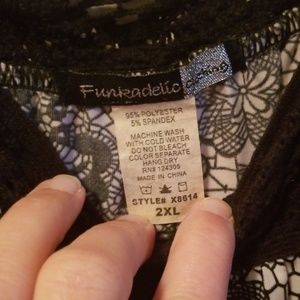 Funkadelic
95% POLYESTER
5% SPANDEX
MACHINE WASH
WITH COLD WATER
DO NOT BLEACH
COLOR SEPARATE
HANG DRY
RN# 124305
MADE IN CHINA
STYLE# X8614
2XL